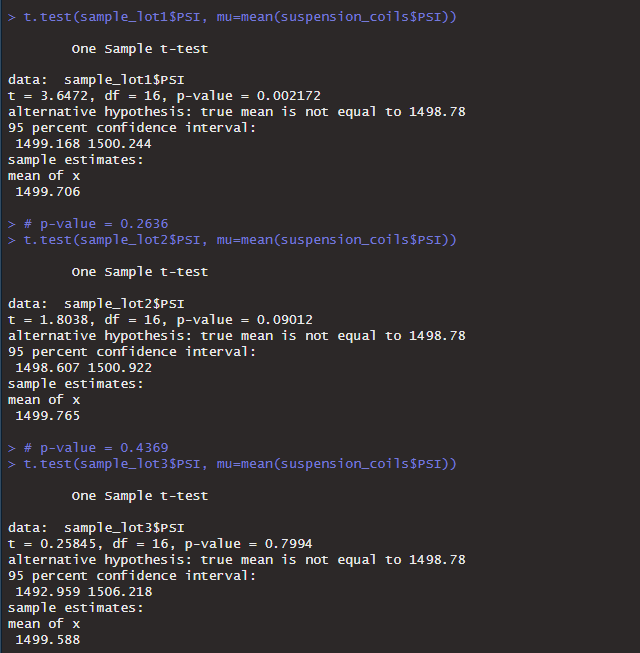 > t.test(sample_lot1$PSI, mu=mean(suspension_coils$PSI))
One Sample t-test
data:  sample_lot1$PSI
t = 3.6472, df = 16, p-value = 0.002172
alternative hypothesis: true mean is not equal to 1498.78
95 percent confidence interval:
1499.168 1500.244
sample estimates:
mean of x
1499.706
> # p-value = 0.2636
> t.test(sample_lot2$PSI, mu=mean(suspension_coils$PSI))
One Sample t-test
data:  sample_lot2$PSI
t = 1.8038, df = 16, p-value = 0.09012
alternative hypothesis: true mean is not equal to 1498.78
95 percent confidence interval:
1498.607 1500.922
sample estimates:
mean of x
1499.765
> # p-value = 0.4369
> t.test(sample_lot3$PSI, mu=mean(suspension_coils$PSI))
One Sample t-test
data:  sample_lot3$PSI
t = 0.25845, df = 16, p-value = 0.7994
alternative hypothesis: true mean is not equal to 1498.78
95 percent confidence interval:
1492.959 1506.218
sample estimates:
mean of x
1499.588